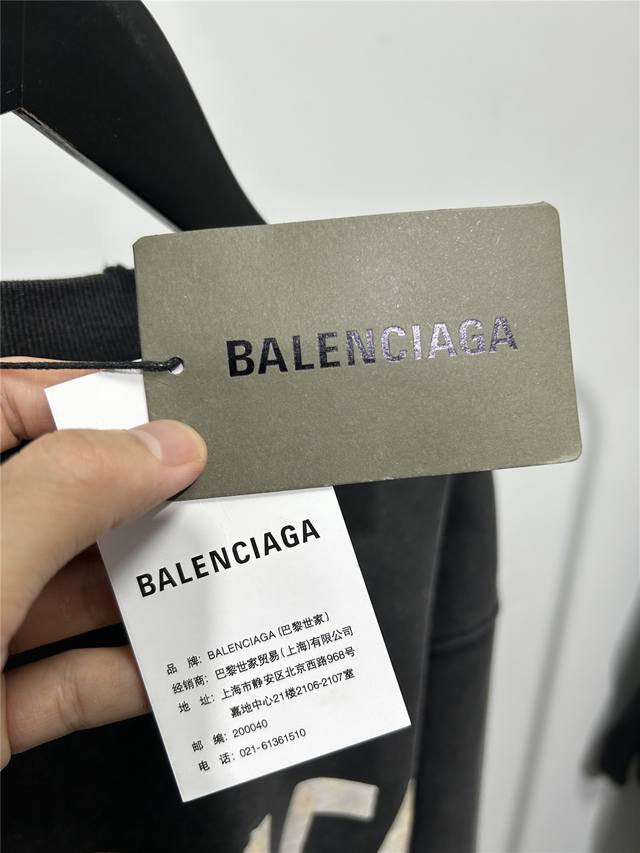 BALENCIAGA
BALENCIAGA
品 牌: BALENCIAGA (巴黎世家)
经销商: 巴黎世家贸易(上海)有限公司
地 址: 上海市静安区北京西路968号
嘉地中心21楼2106-2107室
邮 编: 200040
电 话: 021-61361510